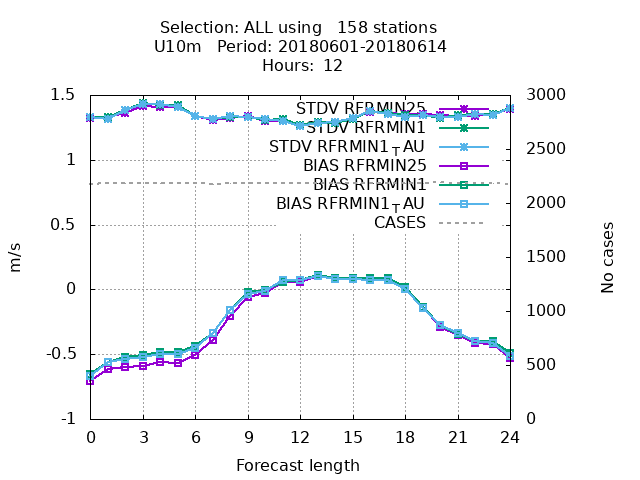 Selection: ALL using   158 stations
U10m   Period: 20180601-20180614
Hours:  12
1.5
1
0.5
0
-0.5
-1
m/s
STDV RFRMIN25
STDV RFRMIN1
STDV RFRMIN1_TAU
BIAS RFRMIN25
BIAS RFRMIN1
BIAS RFRMIN1_TAU
CASES
3000
2500
2000
1500
1000
500
0
No cases
0 3 6 9 12 15 18 21 24
Forecast length